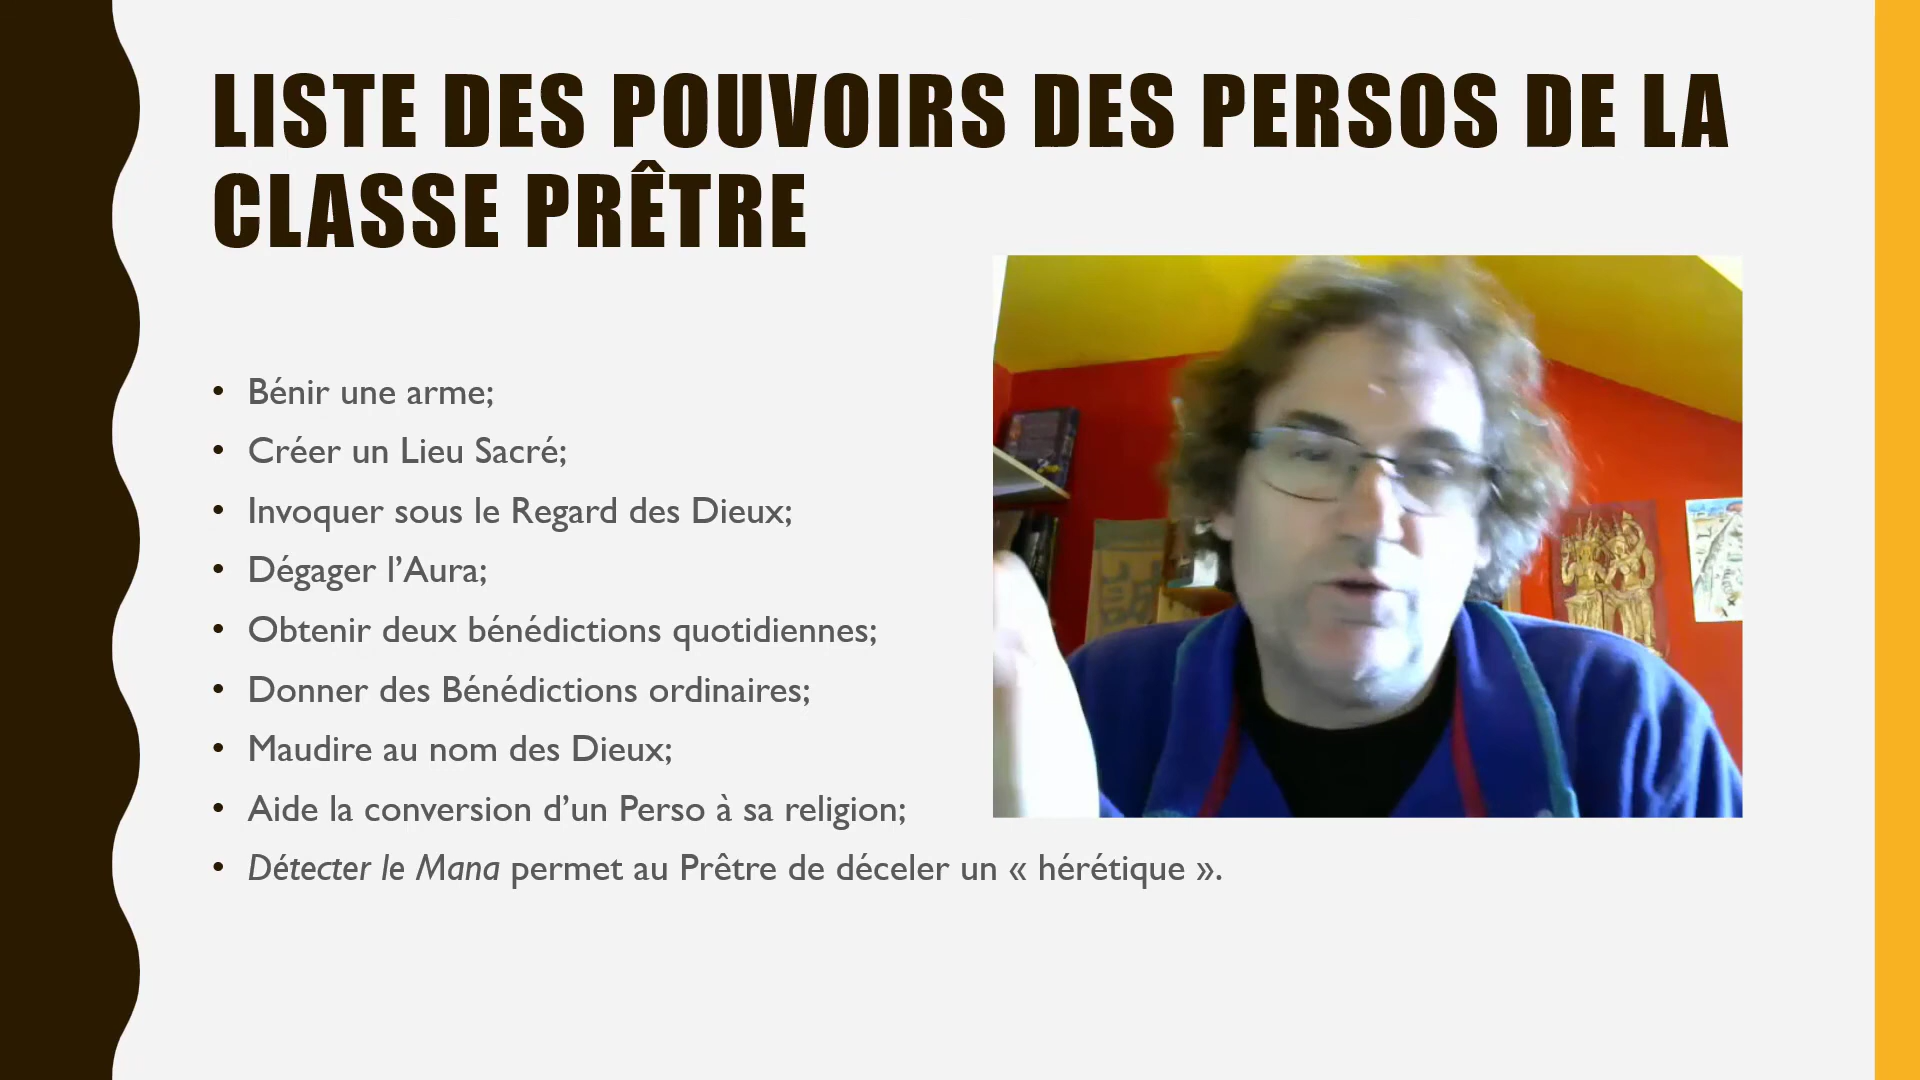 LISTE DES POUVOIRS DES PERSOS DE LA
CLASSE PRÊTRE
• Bénir une arme;
• Créer un Lieu Sacré;
• Invoquer sous le Regard des Dieux;
• Dégager l’Aura;
• Obtenir deux bénédictions quotidiennes;
• Donner des Bénédictions ordinaires;
• Maudire au nom des Dieux;
• Aide la conversion d’un Perso à sa religion;
• Détecter le Mana permet au Prêtre de déceler un « hérétique ».